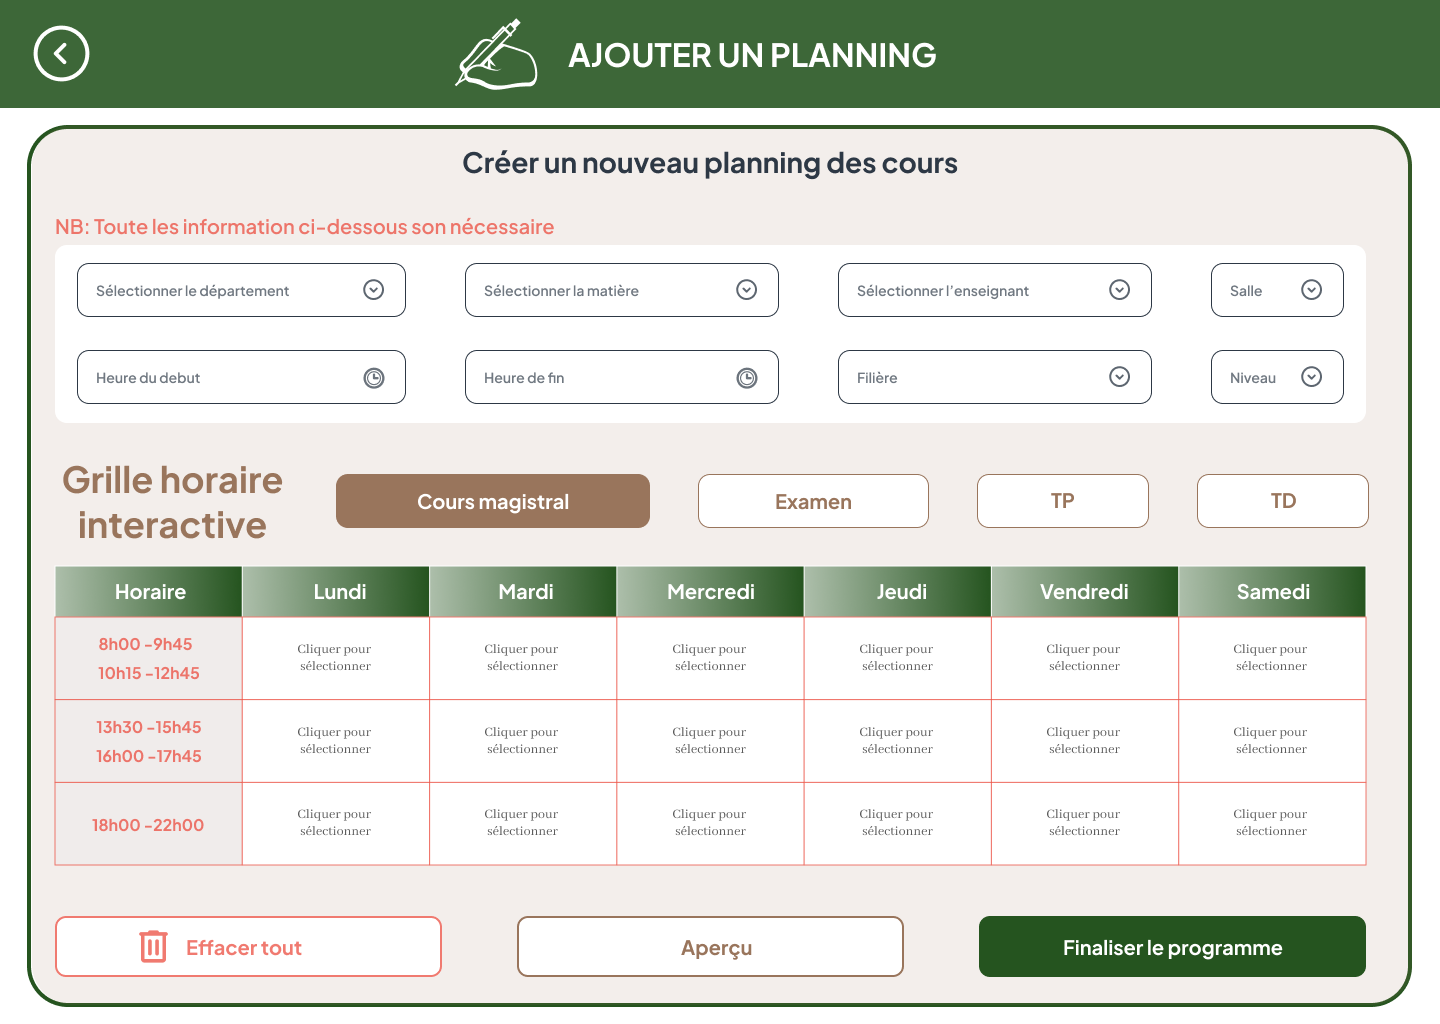 AJOUTER UN PLANNING
Créer un nouveau planning des cours
NB: Toute les information ci-dessous son nécessaire
Sélectionner le département
Sélectionner la matière
Sélectionner l'enseignant
Salle
Heure du debut
Heure de fin
Filière
Niveau
Grille horaire
interactive
Cours magistral
Examen
TP
TD
Horaire Lundi Mardi Mercredi Jeudi Vendredi Samedi
8h00 -9h45
10h15 -12h45
Cliquer pour
sélectionner
Cliquer pour
sélectionner
Cliquer pour
sélectionner
Cliquer pour
sélectionner
Cliquer pour
sélectionner
Cliquer pour
sélectionner
13h30 -15h45
16h00 -17h45
Cliquer pour
sélectionner
Cliquer pour
sélectionner
Cliquer pour
sélectionner
Cliquer pour
sélectionner
Cliquer pour
sélectionner
Cliquer pour
sélectionner
18h00 -22h00
Cliquer pour
sélectionner
Cliquer pour
sélectionner
Cliquer pour
sélectionner
Cliquer pour
sélectionner
Cliquer pour
sélectionner
Cliquer pour
sélectionner
Effacer tout
Aperçu
Finaliser le programme